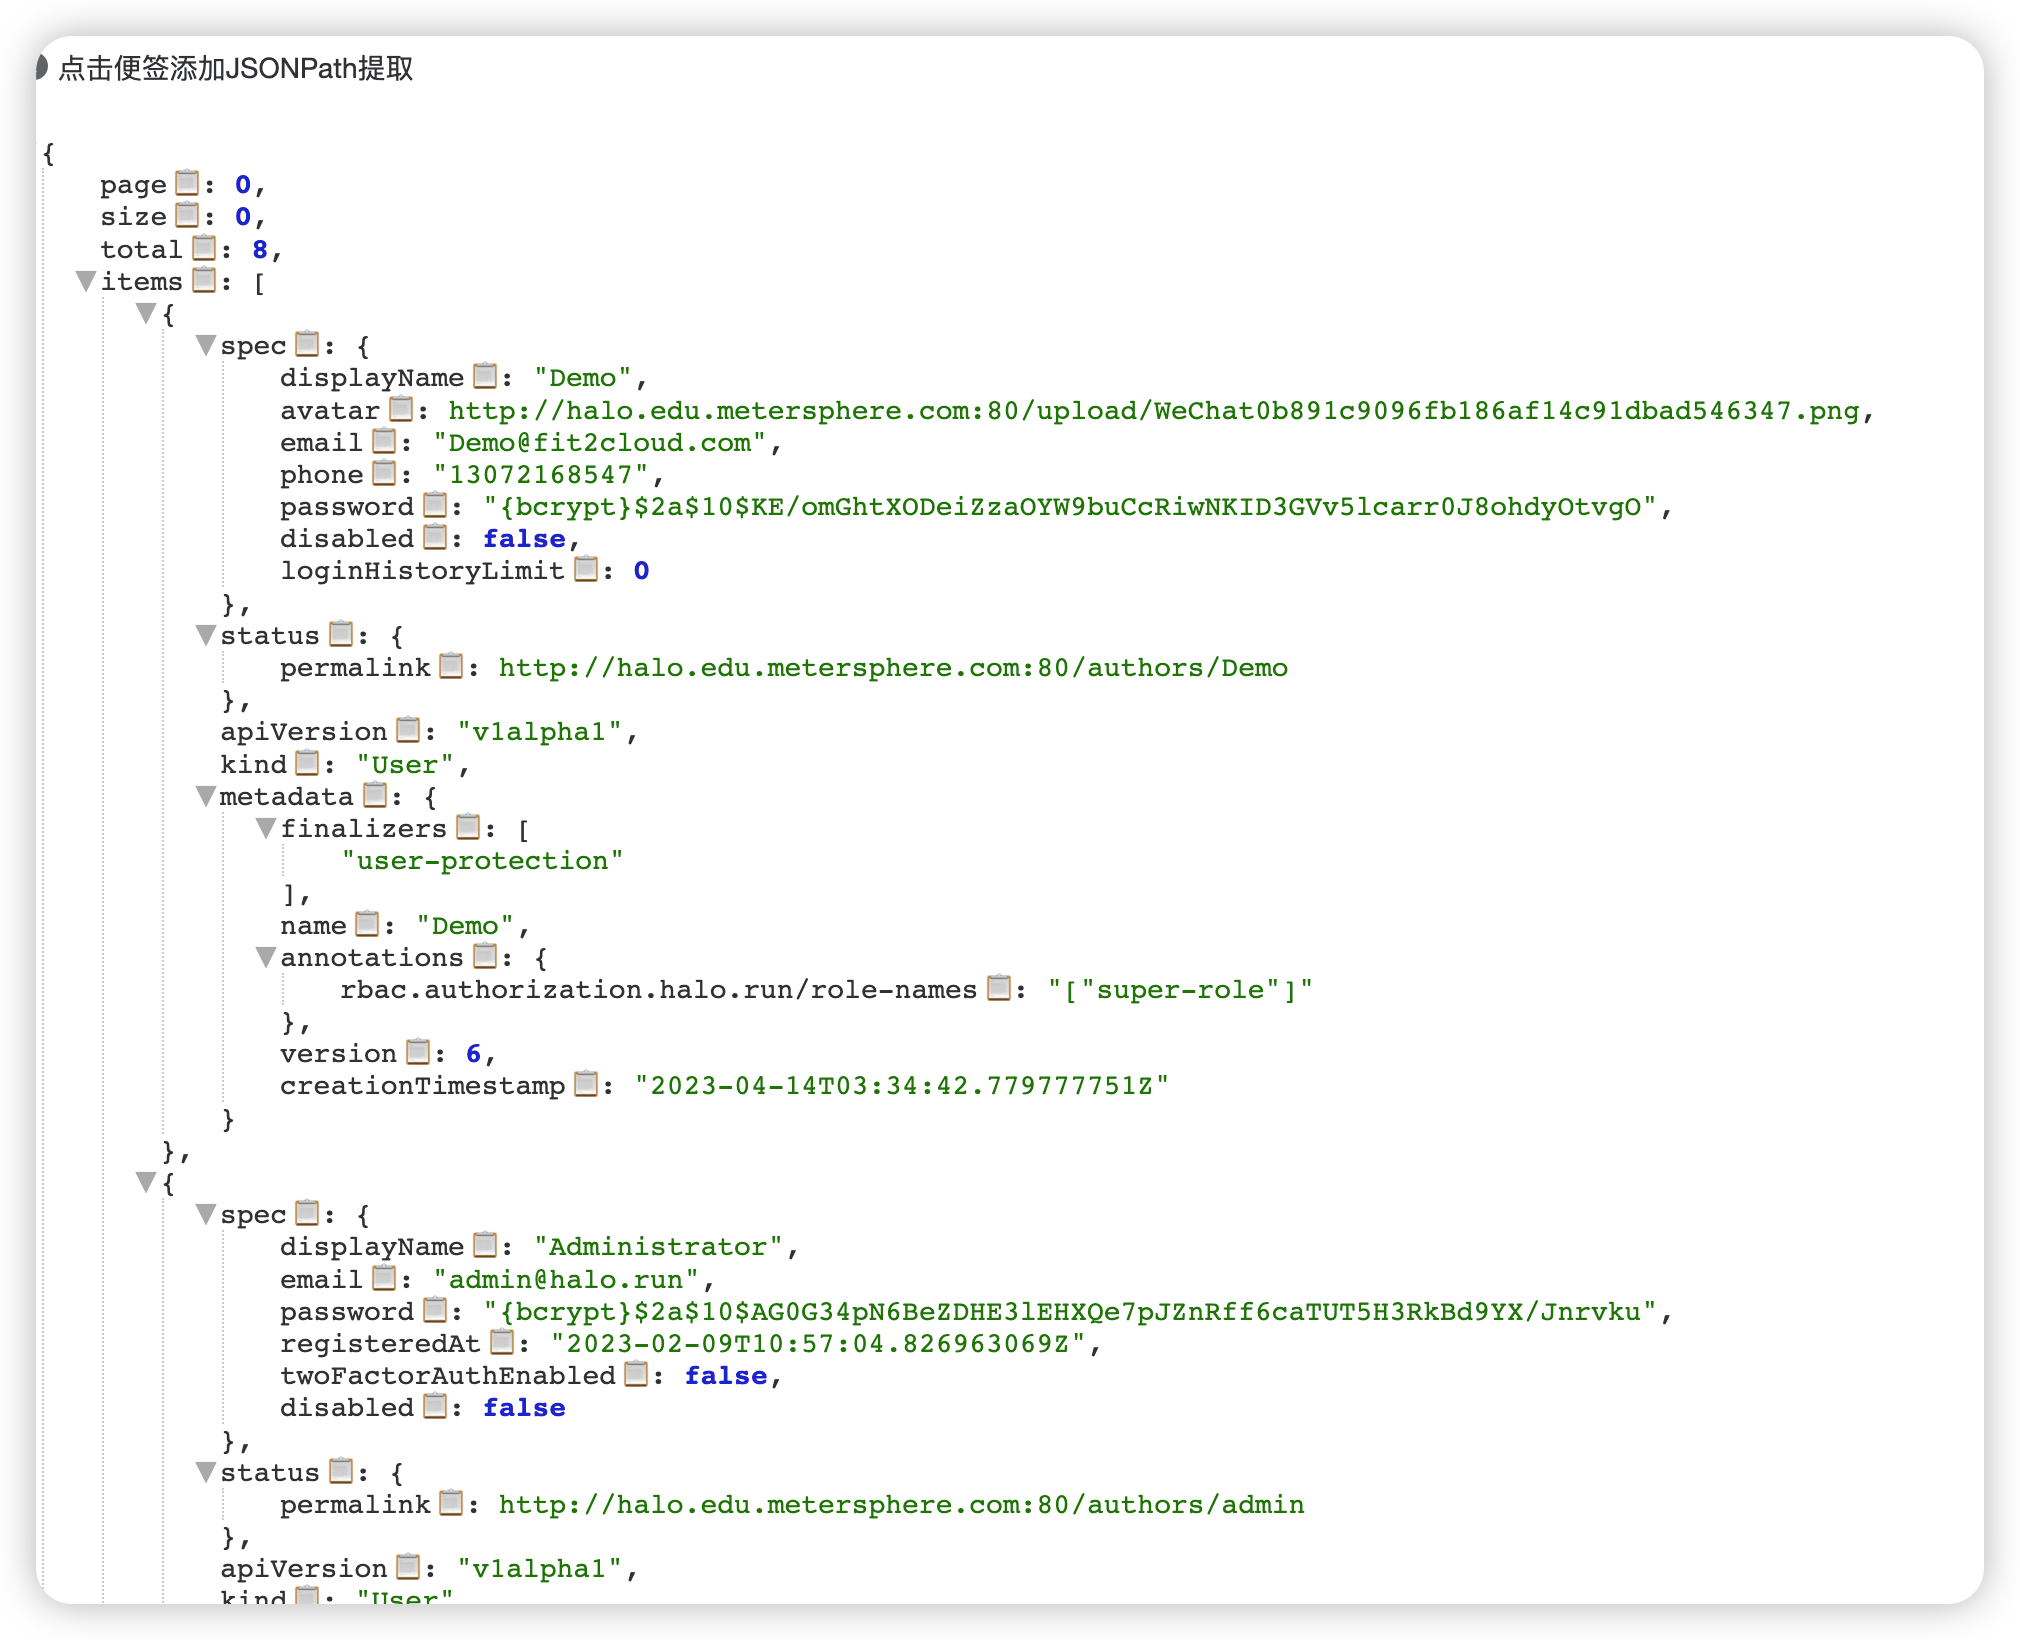 点击便签添加JSONPath提取
{
page: 0,
size: 0,
total: 8,
items: [
{
spec: {
displayName: "Demo",
avatar: http://halo.edu.metersphere.com:80/upload/WeChat0b891c9096fb186af14c91dbad546347.png,
email: "Demo@fit2cloud.com",
phone: "13072168547",
password: "{bcrypt}$2a$10$KE/omGhtXODeiZzaOYW9buCcRiwNKID3GVv5lcarr0J8ohdyOtvgO",
disabled: false,
loginHistoryLimit: 0
},
status: {
permalink: http://halo.edu.metersphere.com:80/authors/Demo
},
apiVersion: "v1alpha1",
kind: "User",
metadata: {
finalizers: [
"user-protection"
],
name: "Demo",
annotations: {
rbac.authorization.halo.run/role-names: "["super-role"]"
},
version: 6,
creationTimestamp: "2023-04-14T03:34:42.779777751Z"
}
},
{
spec: {
displayName: "Administrator",
email: "admin@halo.run",
password: "{bcrypt}$2a$10$AG0G34pN6BeZDHE3lEHXQe7pJZnRff6caTUT5H3RkBd9YX/Jnrvku",
registeredAt: "2023-02-09T10:57:04.826963069Z",
twoFactorAuthEnabled: false,
disabled: false
},
status: {
permalink: http://halo.edu.metersphere.com:80/authors/admin
},
apiVersion: "v1alpha1",
kind: "User"